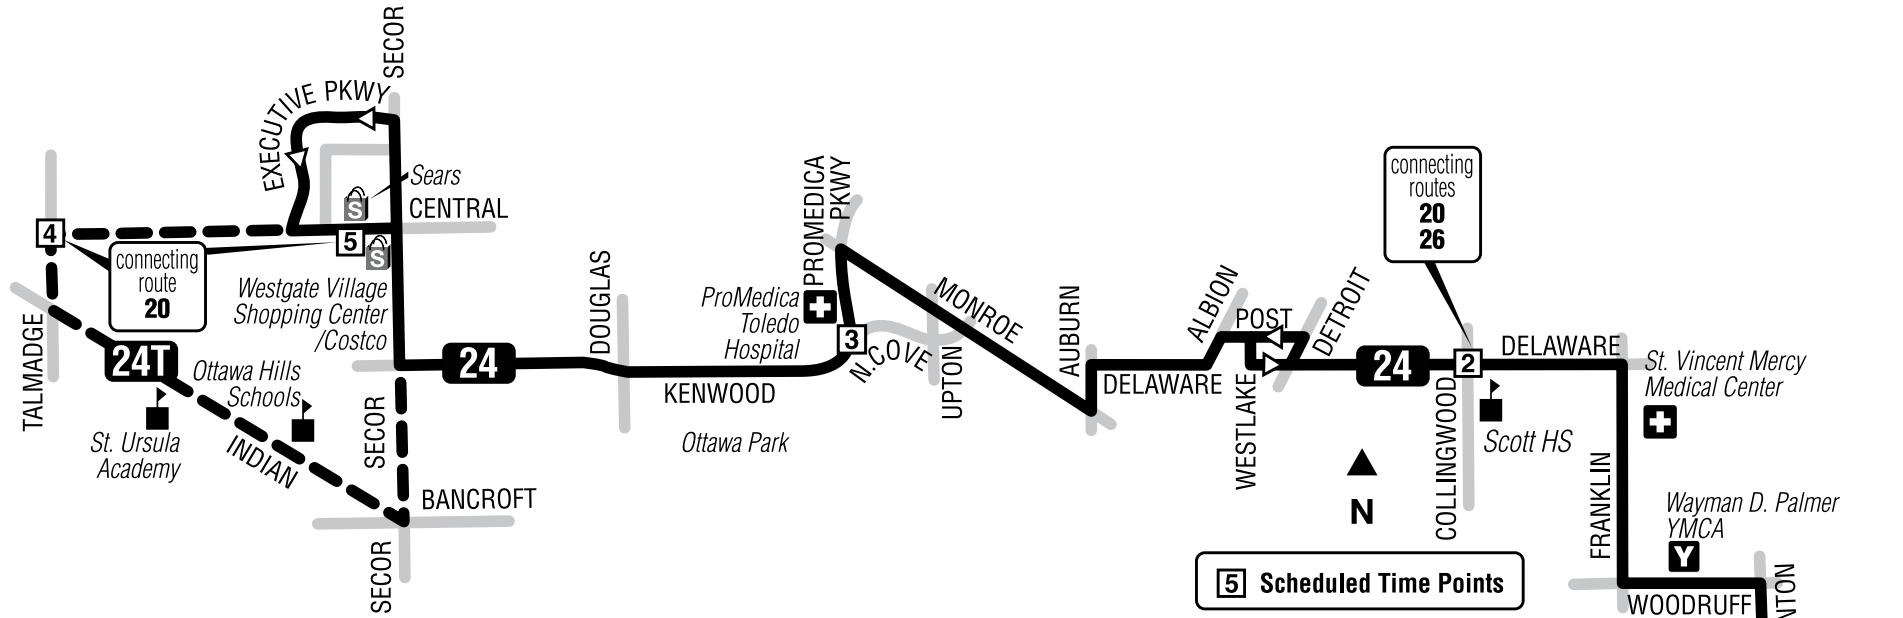 SECOR
EXECUTIVE PKWY
Sears
S
CENTRAL
4
5
S
connecting
route
20
Westgate Village
Shopping Center
/Costco
TALMADGE
24T
Ottawa Hills
Schools
St. Ursula
Academy
INDIAN
SECOR
BANCROFT
SECOR
24
DOUGLAS
KENWOOD
Ottawa Park
PROMEDICA
PKWY
ProMedica
Toledo
Hospital
3
N. COVE
UPTON
MONROE
AUBURN
DELAWARE
ALBION
POST
DETROIT
WESTLAKE
24
connecting
routes
20
26
2
DELAWARE
COLLINGWOOD
Scott HS
St. Vincent Mercy
Medical Center
FRANKLIN
Wayman D. Palmer
YMCA
Y
WOODRUFF
NTON
N
5 Scheduled Time Points